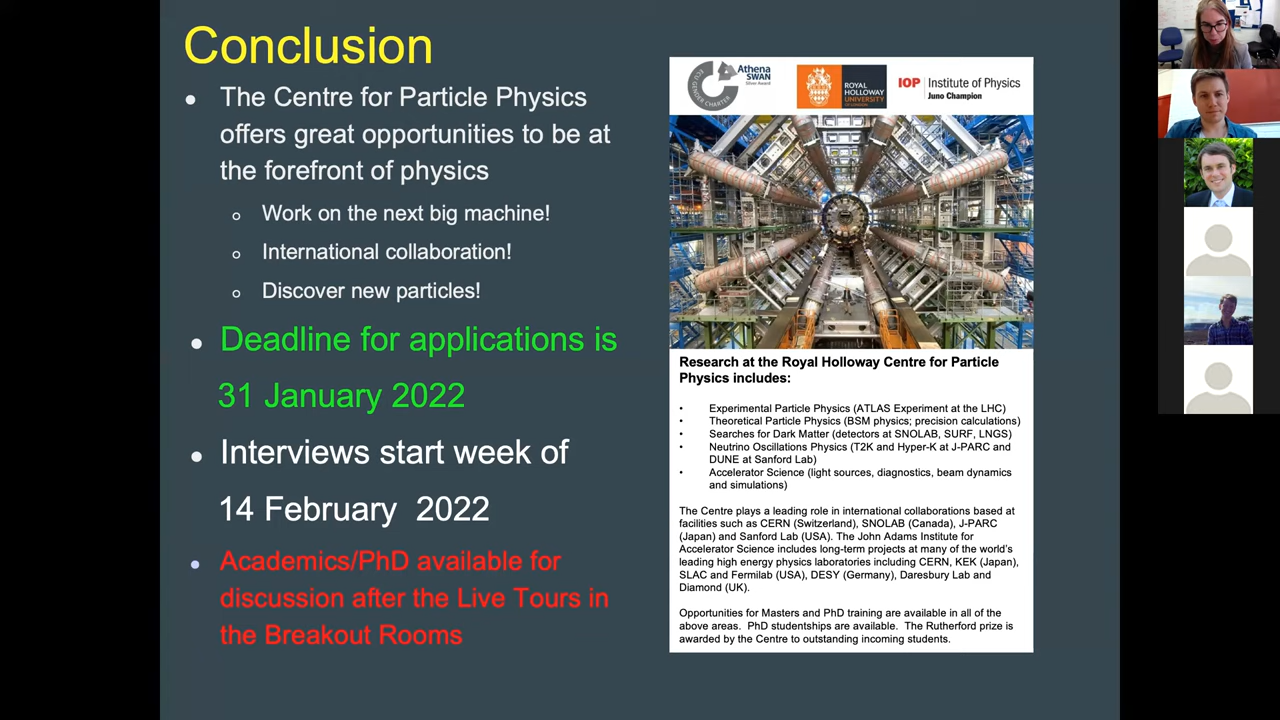 Conclusion
● The Centre for Particle Physics
offers great opportunities to be at
the forefront of physics
○ Work on the next big machine!
○ International collaboration!
○ Discover new particles!
● Deadline for applications is
31 January 2022
● Interviews start week of
14 February 2022
● Academics/PhD available for
discussion after the Live Tours in
the Breakout Rooms
ECU GENDER CHARTER
Athena
SWAN
Silver Award
ROYAL
HOLLOWAY
UNIVERSITY
OF LONDON
IOP Institute of Physics
Juno Champion
Research at the Royal Holloway Centre for Particle
Physics includes:
• Experimental Particle Physics (ATLAS Experiment at the LHC)
• Theoretical Particle Physics (BSM physics; precision calculations)
• Searches for Dark Matter (detectors at SNOLAB, SURF, LNGS)
• Neutrino Oscillations Physics (T2K and Hyper-K at J-PARC and
DUNE at Sanford Lab)
• Accelerator Science (light sources, diagnostics, beam dynamics
and simulations)
The Centre plays a leading role in international collaborations based at
facilities such as CERN (Switzerland), SNOLAB (Canada), J-PARC
(Japan) and Sanford Lab (USA). The John Adams Institute for
Accelerator Science includes long-term projects at many of the world's
leading high energy physics laboratories including CERN, KEK (Japan),
SLAC and Fermilab (USA), DESY (Germany), Daresbury Lab and
Diamond (UK).
Opportunities for Masters and PhD training are available in all of the
above areas. PhD studentships are available. The Rutherford prize is
awarded by the Centre to outstanding incoming students.